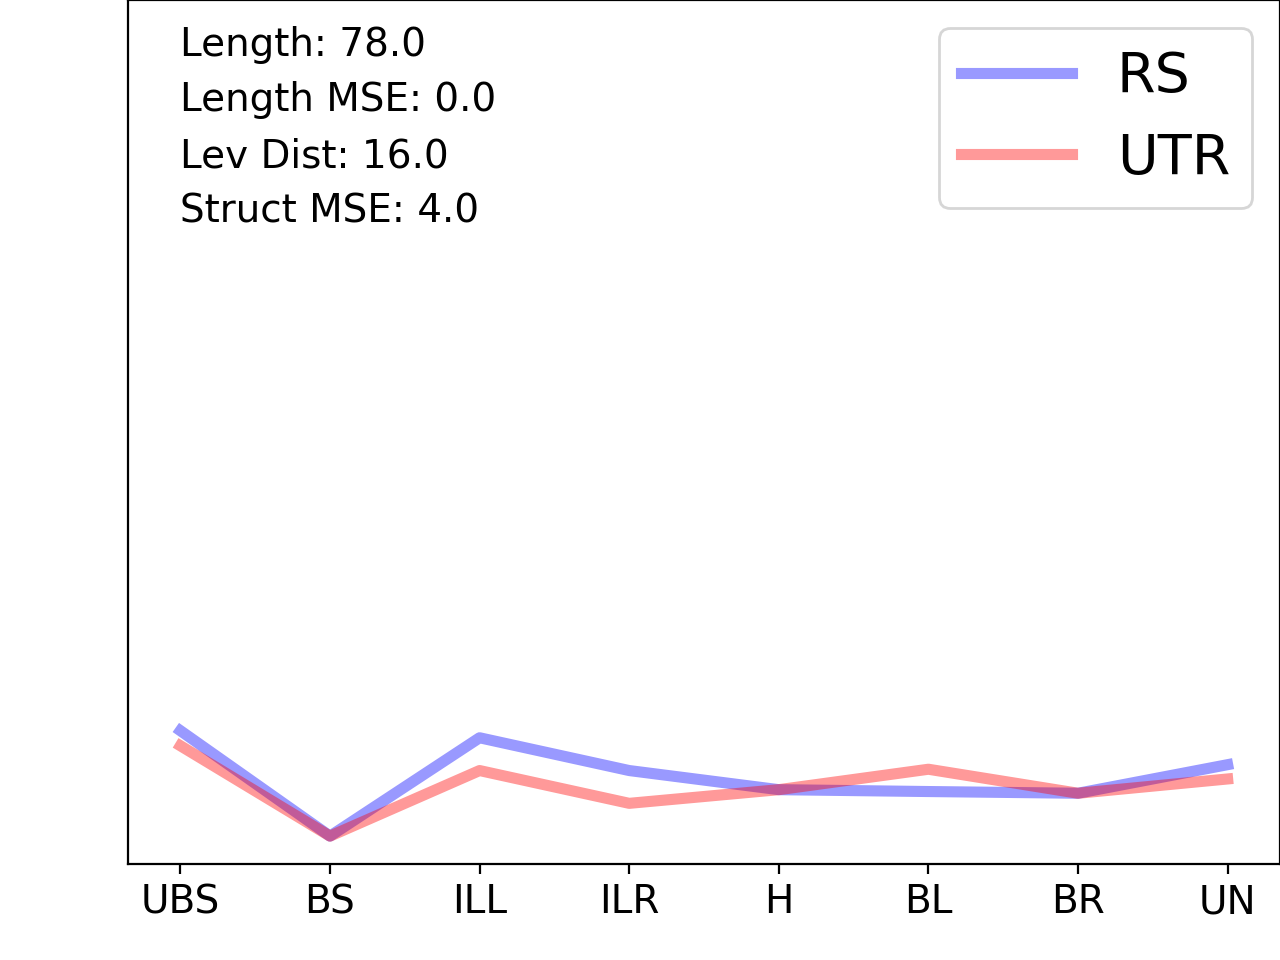 Length: 78.0
Length MSE: 0.0
Lev Dist: 16.0
Struct MSE: 4.0
RS
UTR
UBS BS ILL ILR H BL BR UN